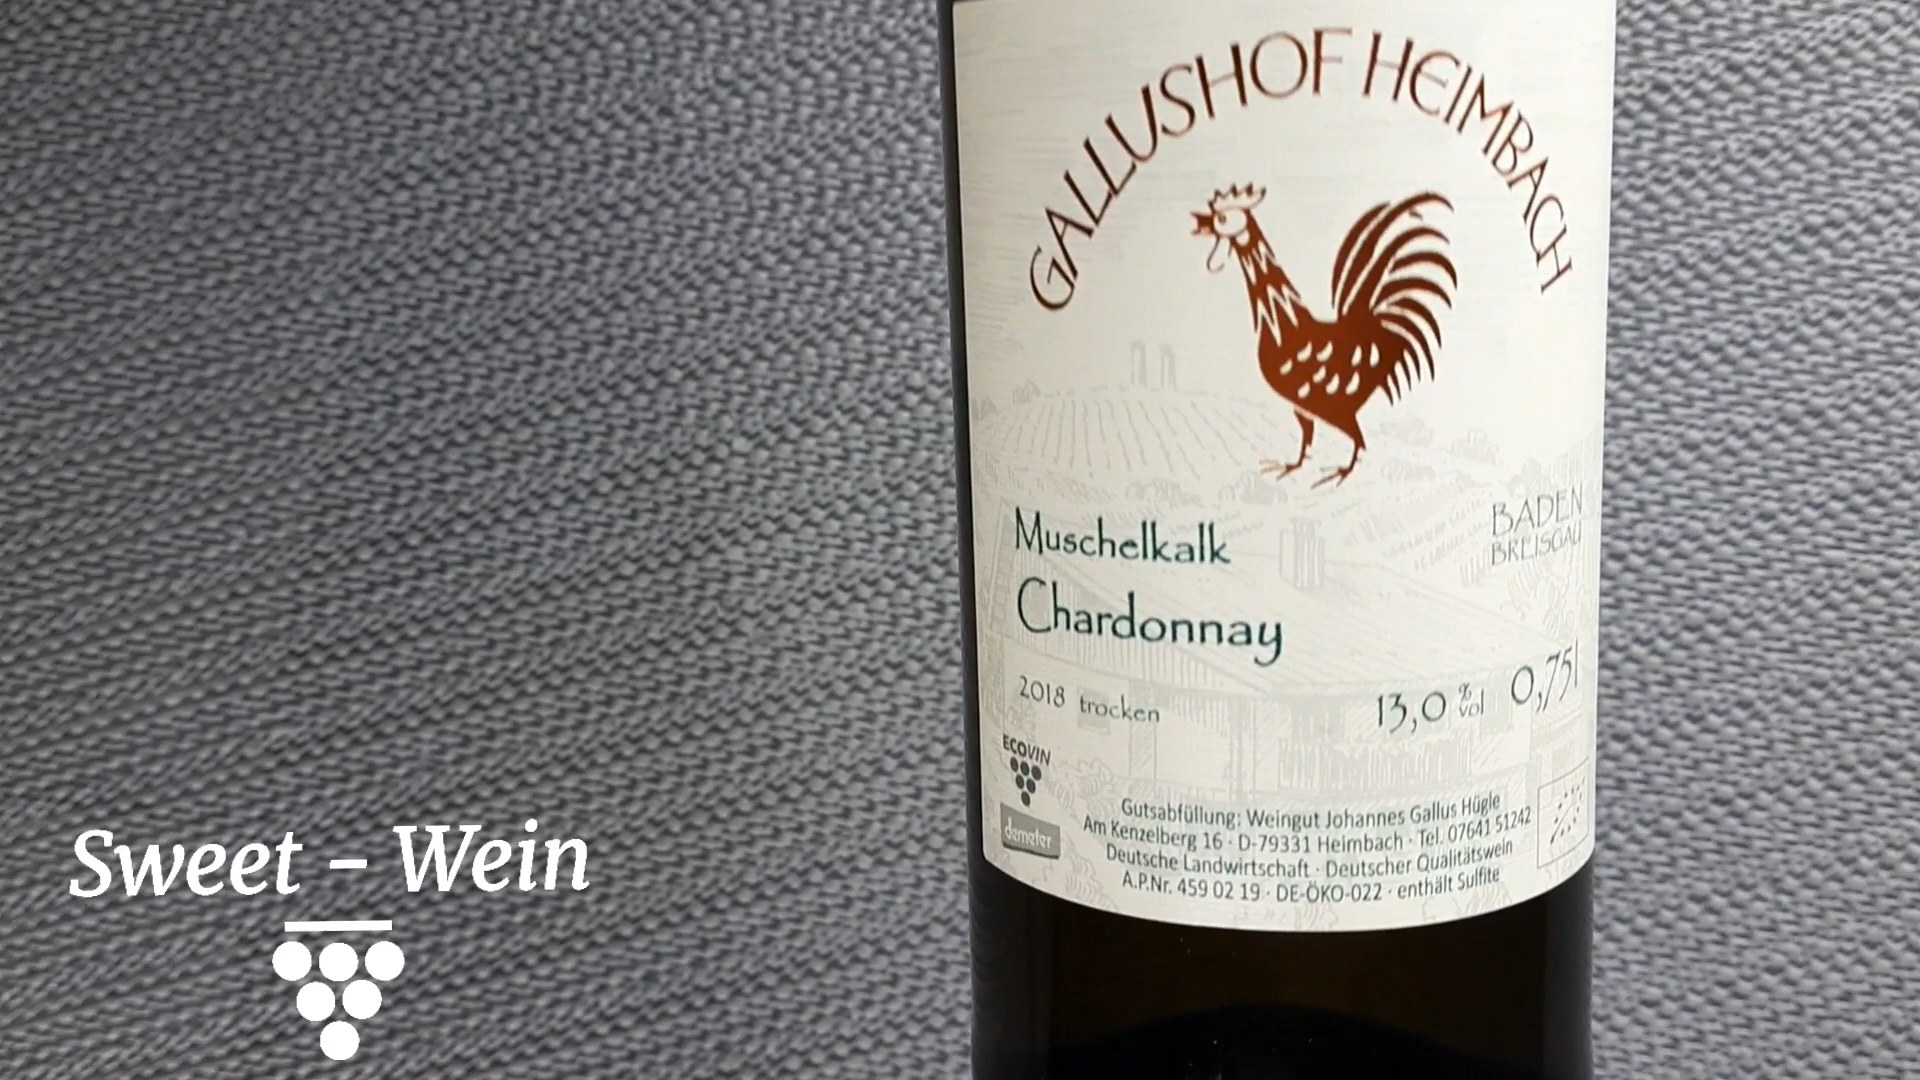 GALLUSHOF HEIMBACH
Muschelkalk
Chardonnay
BADEN
BREISGAU
2018 trocken
13,0 % vol 0,75l
ECOVIN
demeter
Gutsabfüllung: Weingut Johannes Gallus Hügle
Am Kenzelberg 16 · D-79331 Heimbach · Tel. 07641 51242
Deutsche Landwirtschaft · Deutscher Qualitätswein
A.P.Nr. 459 02 19 · DE-ÖKO-022 · enthält Sulfite
Sweet – Wein